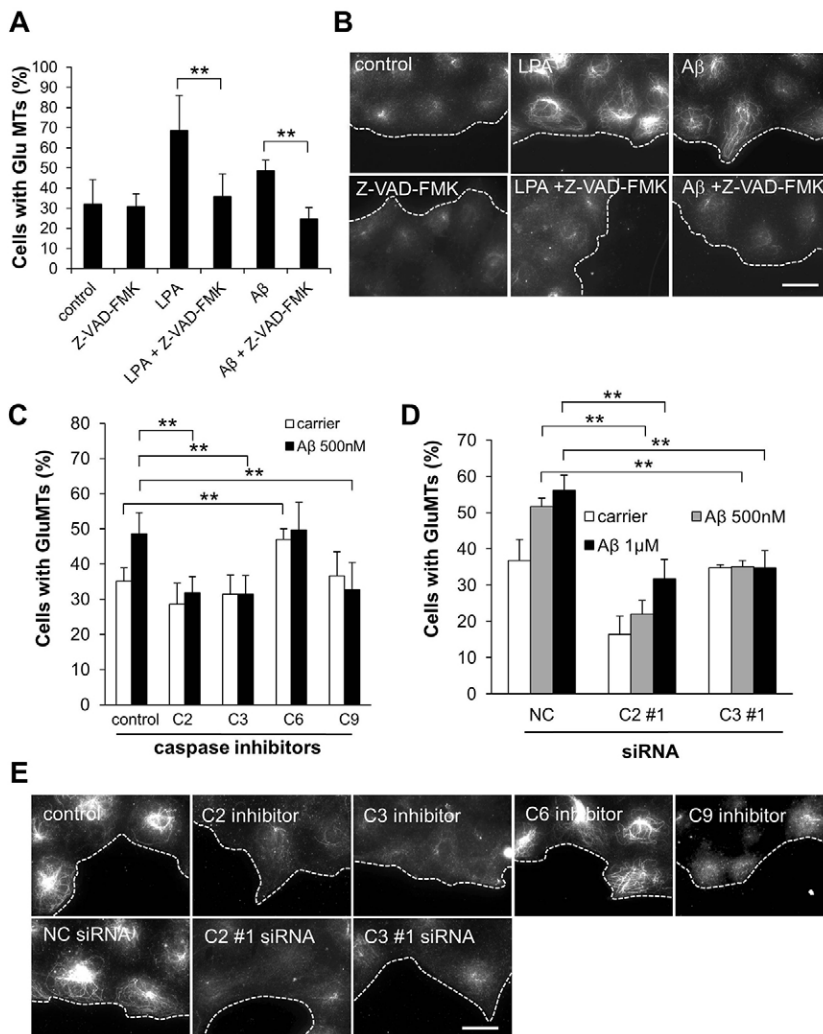 A
Cells with Glu MTs (%)
100
90
80
70
60
50
40
30
20
10
0
**
**
control
Z-VAD-FMK
LPA
LPA + Z-VAD-FMK
Aβ
Aβ + Z-VAD-FMK
B
control
LPA
Aβ
Z-VAD-FMK
LPA +Z-VAD-FMK
Aβ +Z-VAD-FMK
C
Cells with GluMTs (%)
80
70
60
50
40
30
20
10
0
carrier
Aβ 500nM
**
**
**
**
control
C2
C3
C6
C9
caspase inhibitors
D
Cells with GluMTs (%)
70
60
50
40
30
20
10
0
**
**
**
**
carrier
Aβ 500nM
Aβ 1μM
NC
C2 #1
C3 #1
siRNA
E
control
C2 inhibitor
C3 inhibitor
C6 inhibitor
C9 inhibitor
NC siRNA
C2 #1 siRNA
C3 #1 siRNA